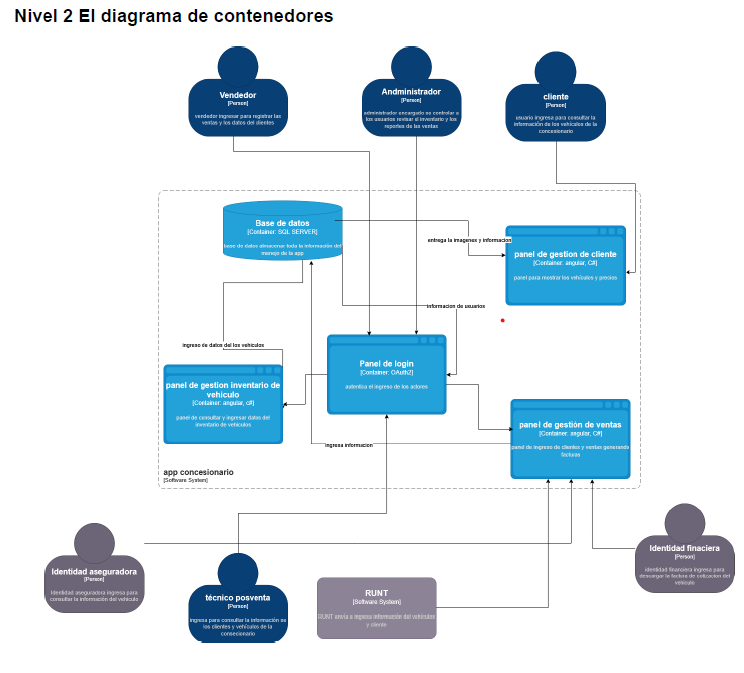 Nivel 2 El diagrama de contenedores
Vendedor
[Person]
verdedor ingresar para registrar las
ventas y los datos del clientes
Andministrador
[Person]
administrador encargado se controlar a
los usuarios revisar el inventario y los
reportes de las ventas
cliente
[Person]
usuario ingresa para consultar la
información de los vehículos de la
concesionario
Base de datos
[Container: SQL SERVER]
base de datos almacenar toda la información del
manejo de la app
entrega la imagenes y informacion
panel de gestion de cliente
[Container: angular, C#]
panel para mostrar las vehículos y precios
informacion de usuarios
ingreso de datos del los vehiculos
Panel de login
[Container: OAuth2]
autentica el ingreso de los actores
panel de gestion inventario de
vehiculo
[Container: angular, c#]
panel de consultar y ingresar datos del
inventario de vehiculos
panel de gestión de ventas
[Container: angular, C#]
panel de ingreso de clientes y ventas generando
facturas
ingresa informacion
app concesionario
[Software System]
Identidad aseguradora
[Person]
Identidad aseguradora ingresa para
consultar la información del vehiculo
técnico posventa
[Person]
ingresa para consultar la información se
los clientes y vehículos de la
consecionario
RUNT
[Software System]
RUNT envía e ingresa información del vehículos
y cliente
Identidad finaciera
[Person]
identidad financiera ingresa para
descargar la factura de cotizacion del
vehículo